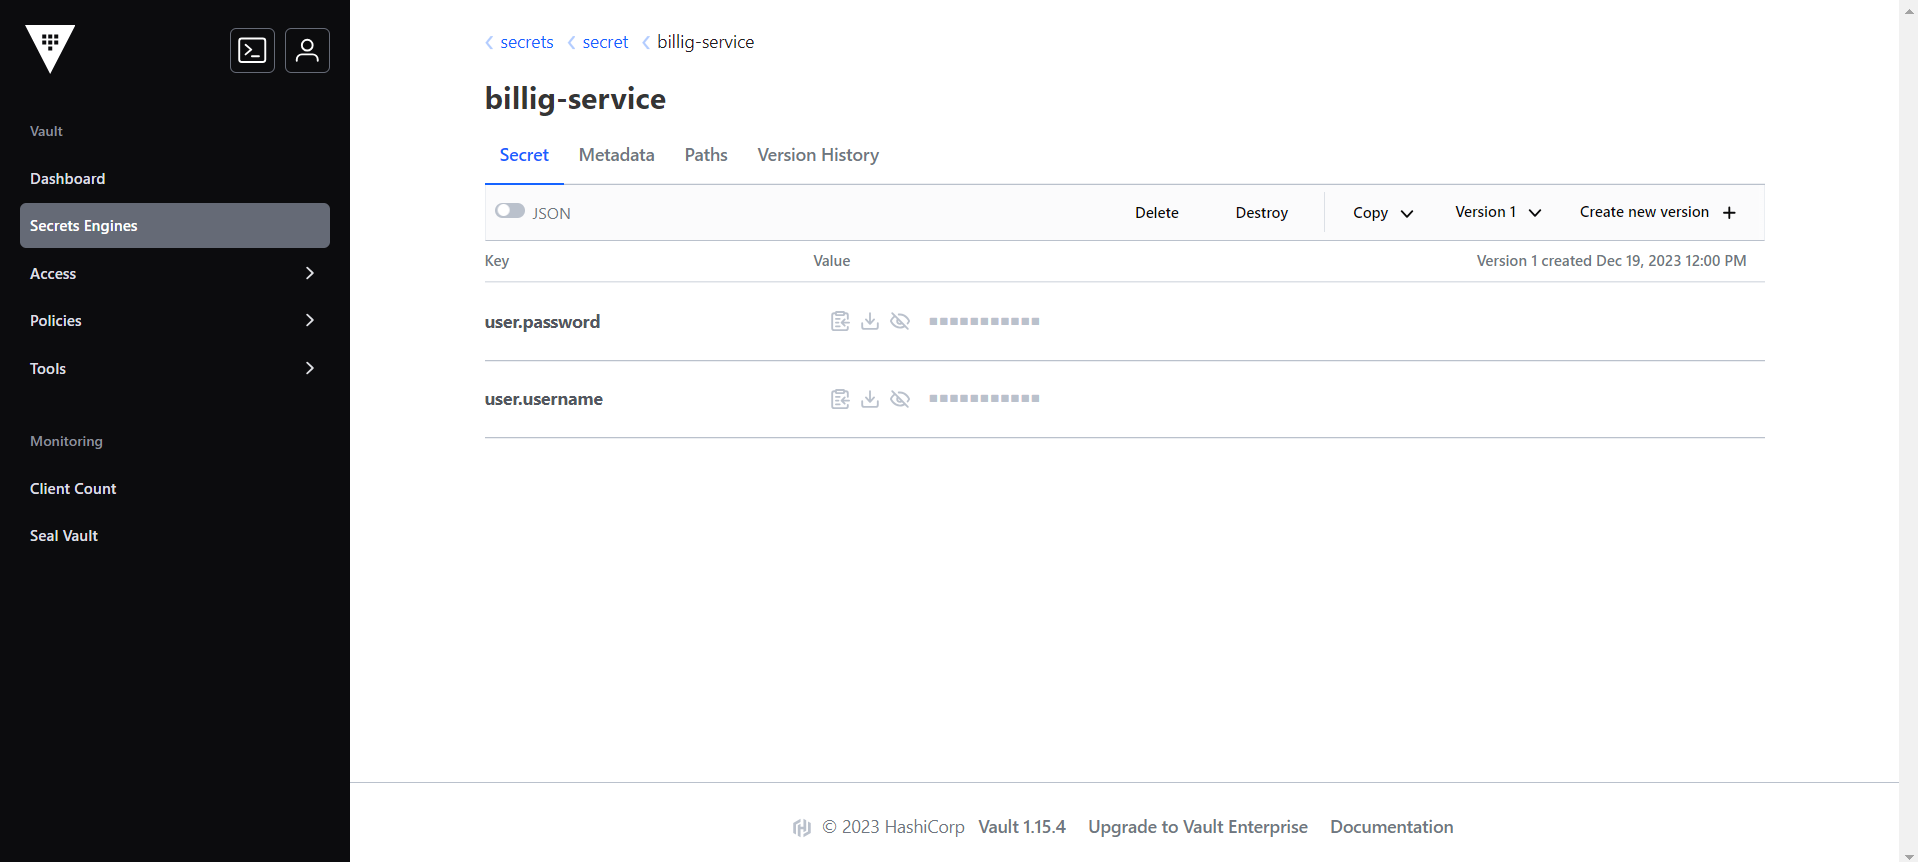 secrets secret billig-service
billig-service
Vault
Dashboard
Secrets Engines
Access
Policies
Tools
Monitoring
Client Count
Seal Vault
Secret Metadata Paths Version History
JSON Delete Destroy Copy Version 1 Create new version
Key Value Version 1 created Dec 19, 2023 12:00 PM
user.password
user.username
© 2023 HashiCorp Vault 1.15.4 Upgrade to Vault Enterprise Documentation